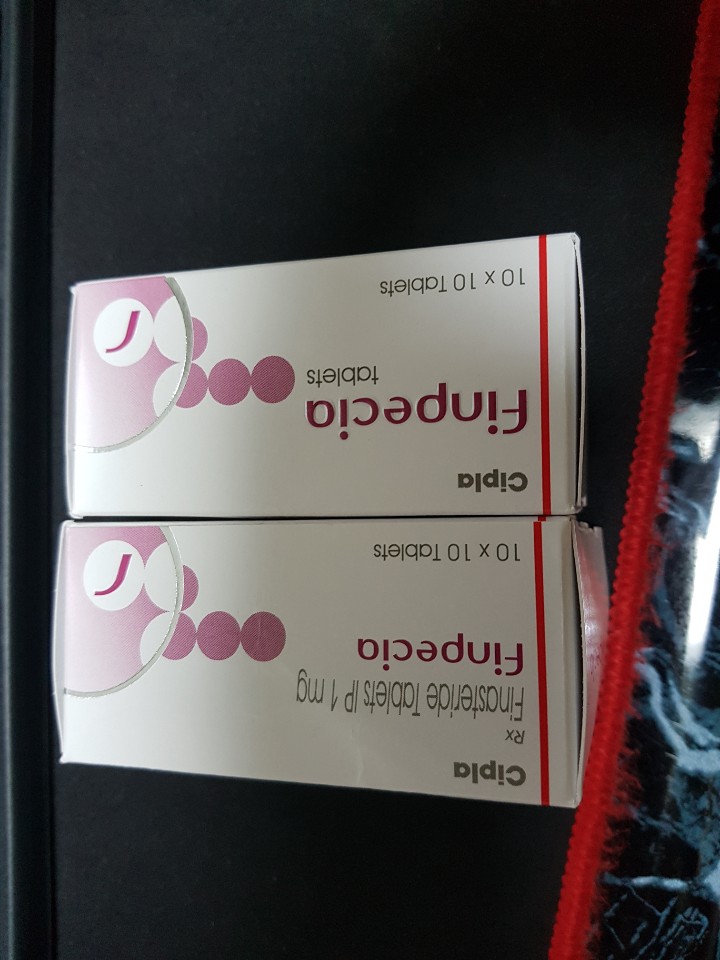 Cipla
Rx
Finasteride Tablets IP 1 mg
Finpecia
10 x 10 Tablets
Cipla
Finpecia
tablets
10 x 10 Tablets